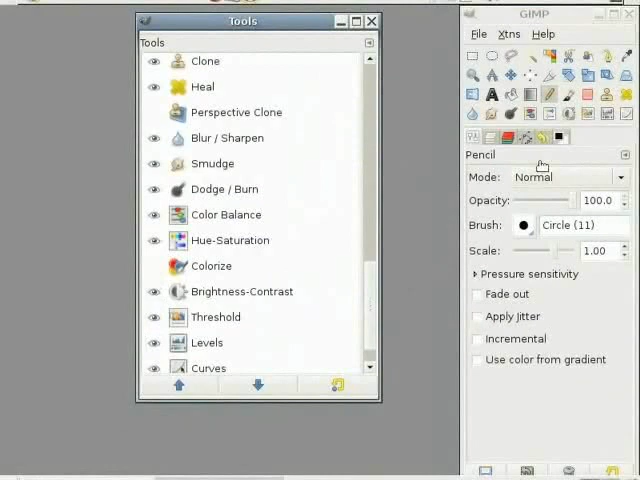 Tools
Tools
Clone
Heal
Perspective Clone
Blur / Sharpen
Smudge
Dodge / Burn
Color Balance
Hue-Saturation
Colorize
Brightness-Contrast
Threshold
Levels
Curves
GIMP
File Xtns Help
Pencil
Mode: Normal
Opacity: 100.0
Brush: Circle (11)
Scale: 1.00
Pressure sensitivity
Fade out
Apply Jitter
Incremental
Use color from gradient